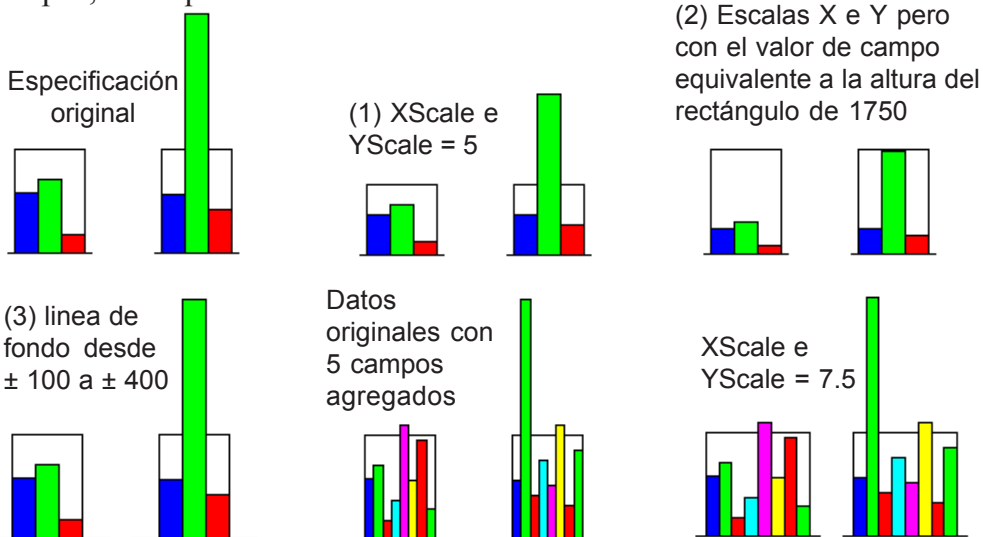 Especificación
original
(1) XScale e
YScale = 5
(2) Escalas X e Y pero
con el valor de campo
equivalente a la altura del
rectángulo de 1750
(3) linea de
fondo desde
± 100 a ± 400
Datos
originales con
5 campos
agregados
XScale e
YScale = 7.5